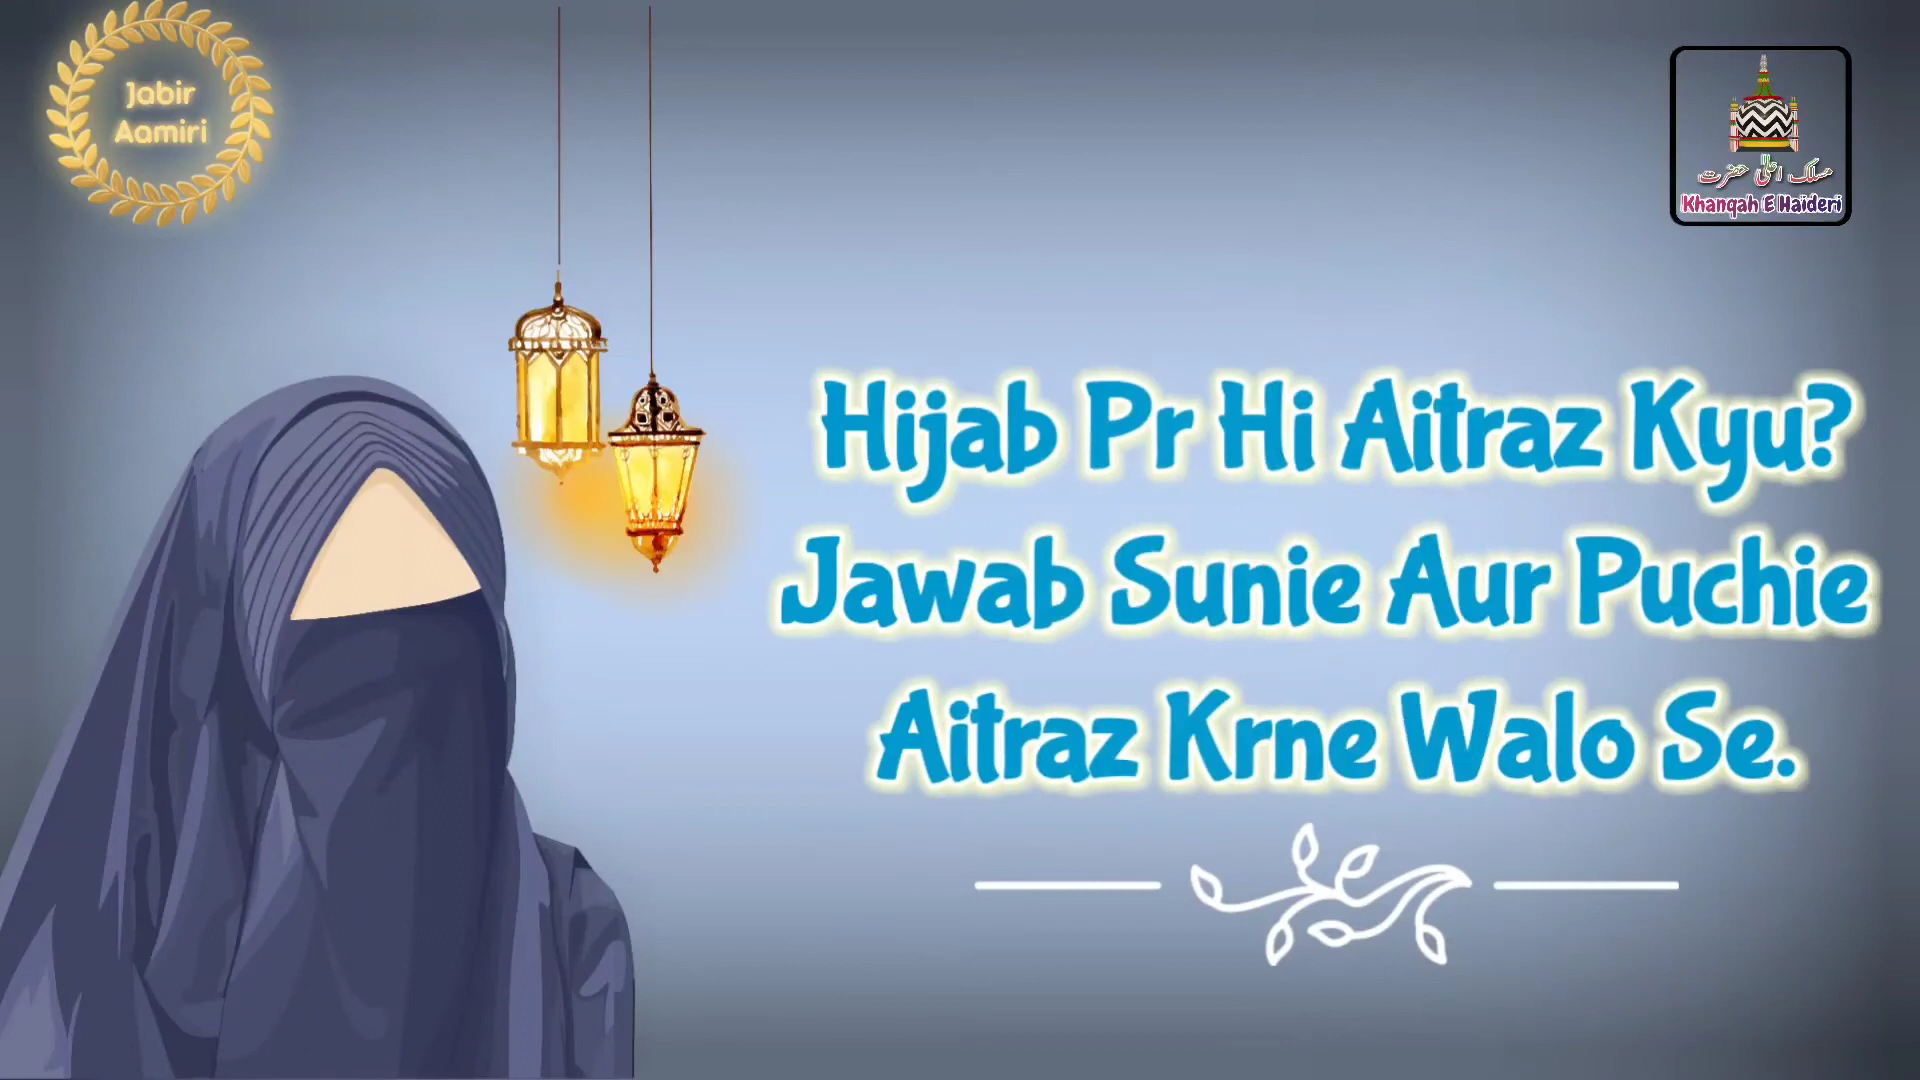 Jabir
Aamiri
مسلک اعلیٰ حضرت
Khanqah E Haideri
Hijab Pr Hi Aitraz Kyu?
Jawab Sunie Aur Puchie
Aitraz Krne Walo Se.